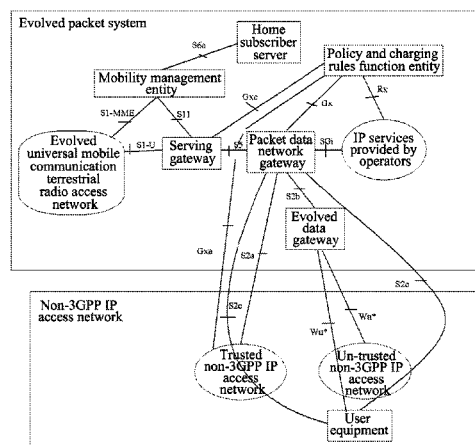 Evolved packet system
Home
subscriber
server
S6a
Policy and charging
rules function entity
Mobility management
entity
Gxc
Gx
Rx
S1-MME
S11
Evolved
universal mobile
communication
terrestrial
radio access
network
S1-U
Serving
gateway
S5
Packet data
network
gateway
SGi
IP services
provided by
operators
S2b
Evolved data
gateway
Gxa
S2a
S2c
S2c
Non-3GPP IP
access network
Wn*
Wu*
Trusted
non-3GPP IP
access
network
Un-trusted
non-3GPP IP
access
network
User
equipment